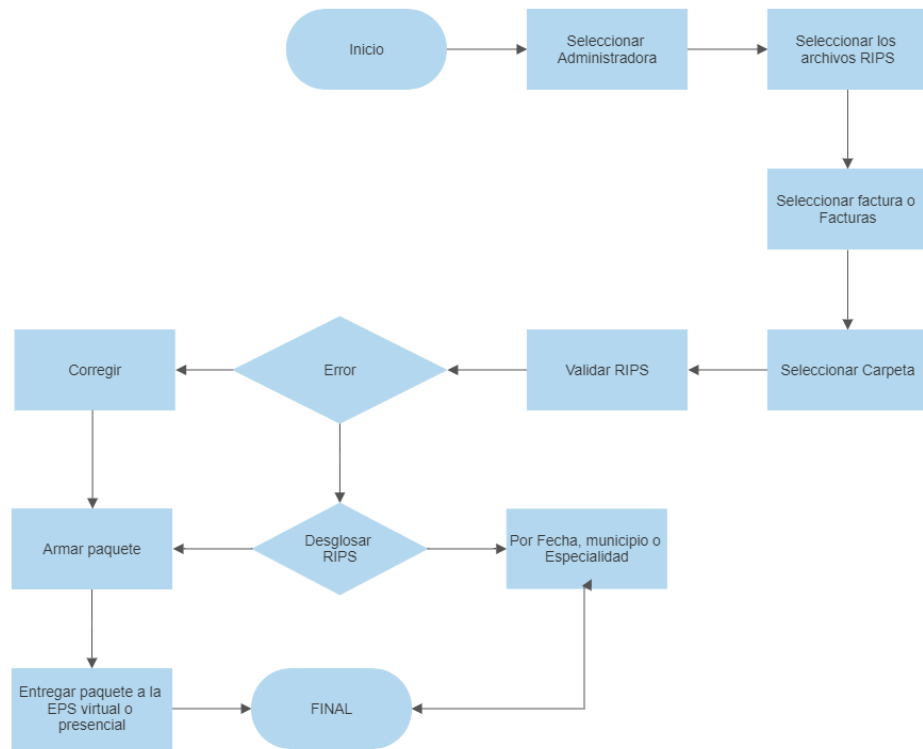 Inicio
Seleccionar
Administradora
Seleccionar los
archivos RIPS
Seleccionar factura o
Facturas
Seleccionar Carpeta
Validar RIPS
Error
Corregir
Armar paquete
Desglosar
RIPS
Por Fecha, municipio o
Especialidad
Entregar paquete a la
EPS virtual o
presencial
FINAL